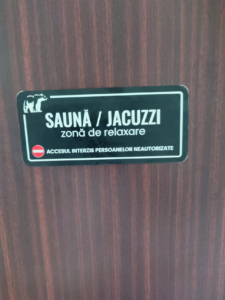 SAUNĂ / JACUZZI
zonă de relaxare
ACCESUL INTERZIS PERSOANELOR NEAUTORIZATE